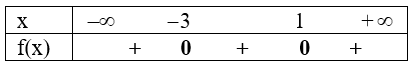 x –∞ –3 1 +∞
f(x) + 0 + 0 +